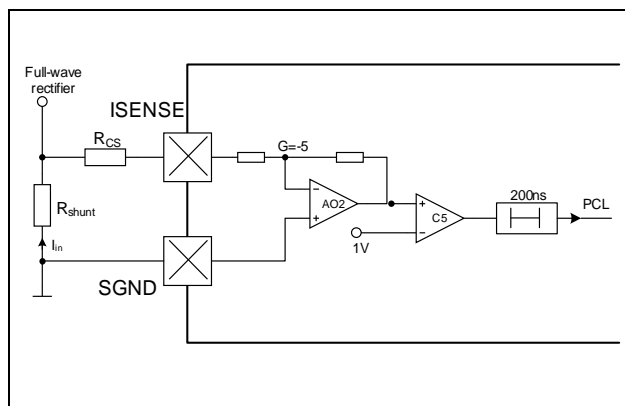 Full-wave
rectifier
ISENSE
RCS
G=-5
200ns
Rshunt
AO2
C5
PCL
1V
Iin
SGND
−
+
+
−